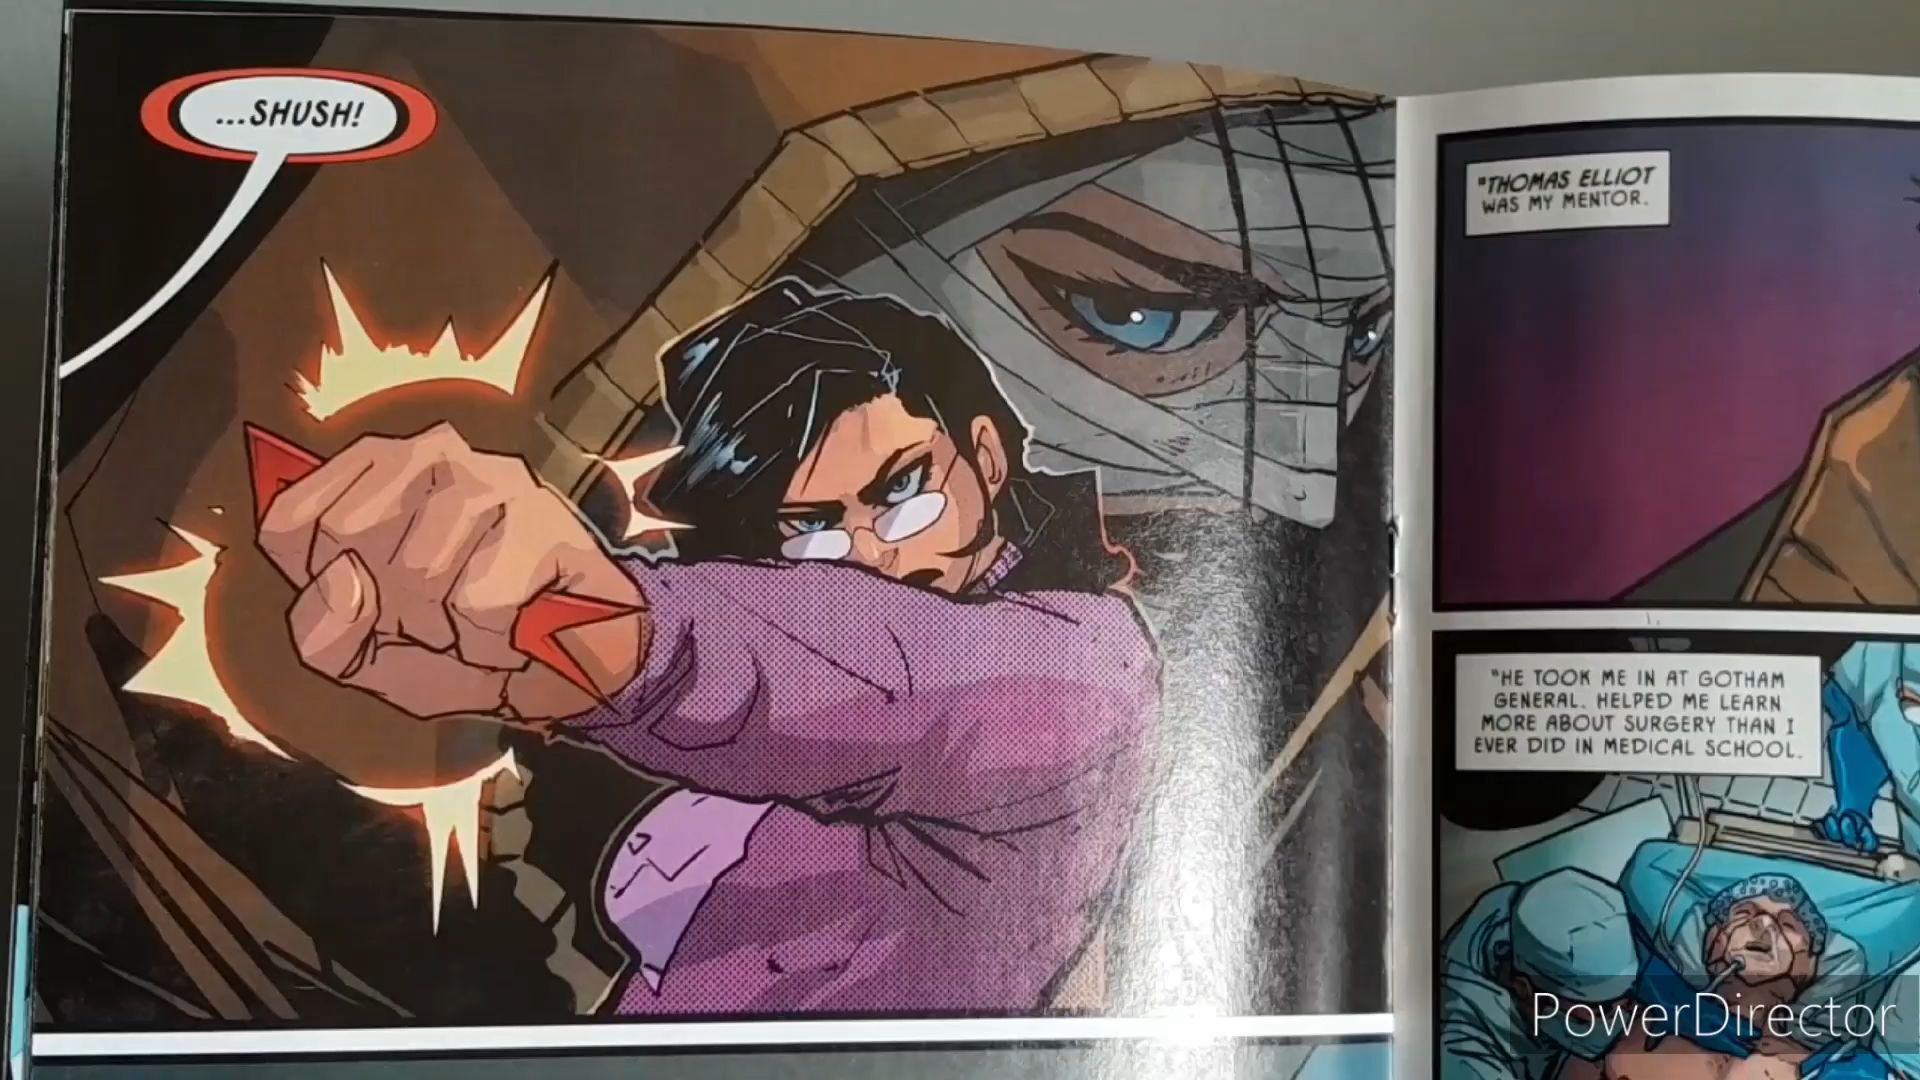 ...SHUSH!
"THOMAS ELLIOT
WAS MY MENTOR.
"HE TOOK ME IN AT GOTHAM
GENERAL. HELPED ME LEARN
MORE ABOUT SURGERY THAN I
EVER DID IN MEDICAL SCHOOL.
PowerDirector